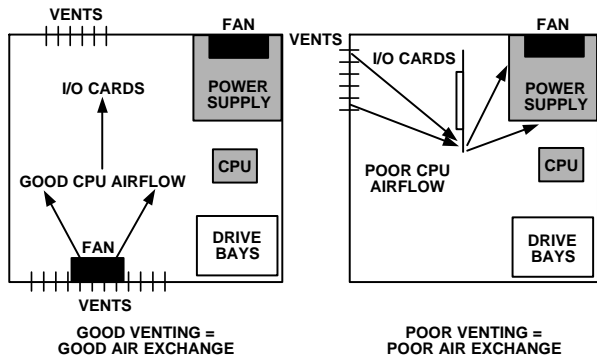 VENTS
FAN
I/O CARDS
POWER
SUPPLY
GOOD CPU AIRFLOW
CPU
FAN
DRIVE
BAYS
VENTS
GOOD VENTING =
GOOD AIR EXCHANGE
VENTS
FAN
I/O CARDS
POWER
SUPPLY
POOR CPU
AIRFLOW
CPU
DRIVE
BAYS
POOR VENTING =
POOR AIR EXCHANGE